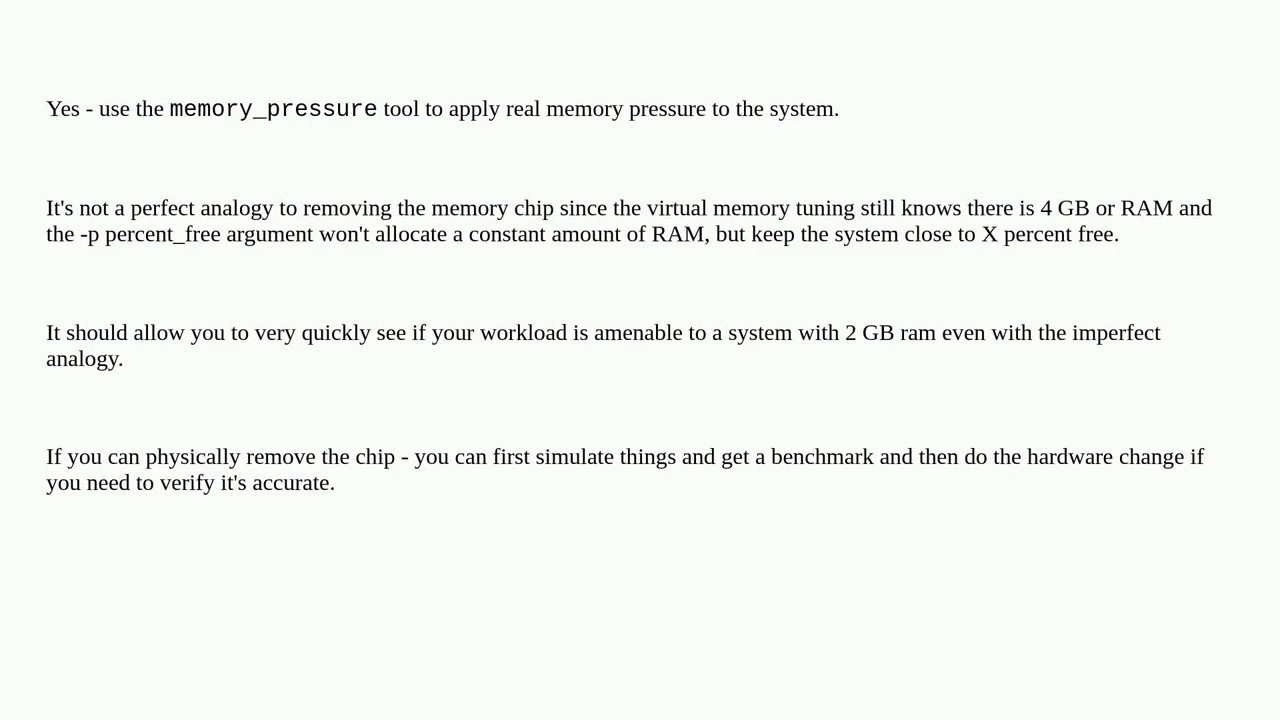 Yes - use the memory_pressure tool to apply real memory pressure to the system.
It's not a perfect analogy to removing the memory chip since the virtual memory tuning still knows there is 4 GB or RAM and
the -p percent_free argument won't allocate a constant amount of RAM, but keep the system close to X percent free.
It should allow you to very quickly see if your workload is amenable to a system with 2 GB ram even with the imperfect
analogy.
If you can physically remove the chip - you can first simulate things and get a benchmark and then do the hardware change if
you need to verify it's accurate.